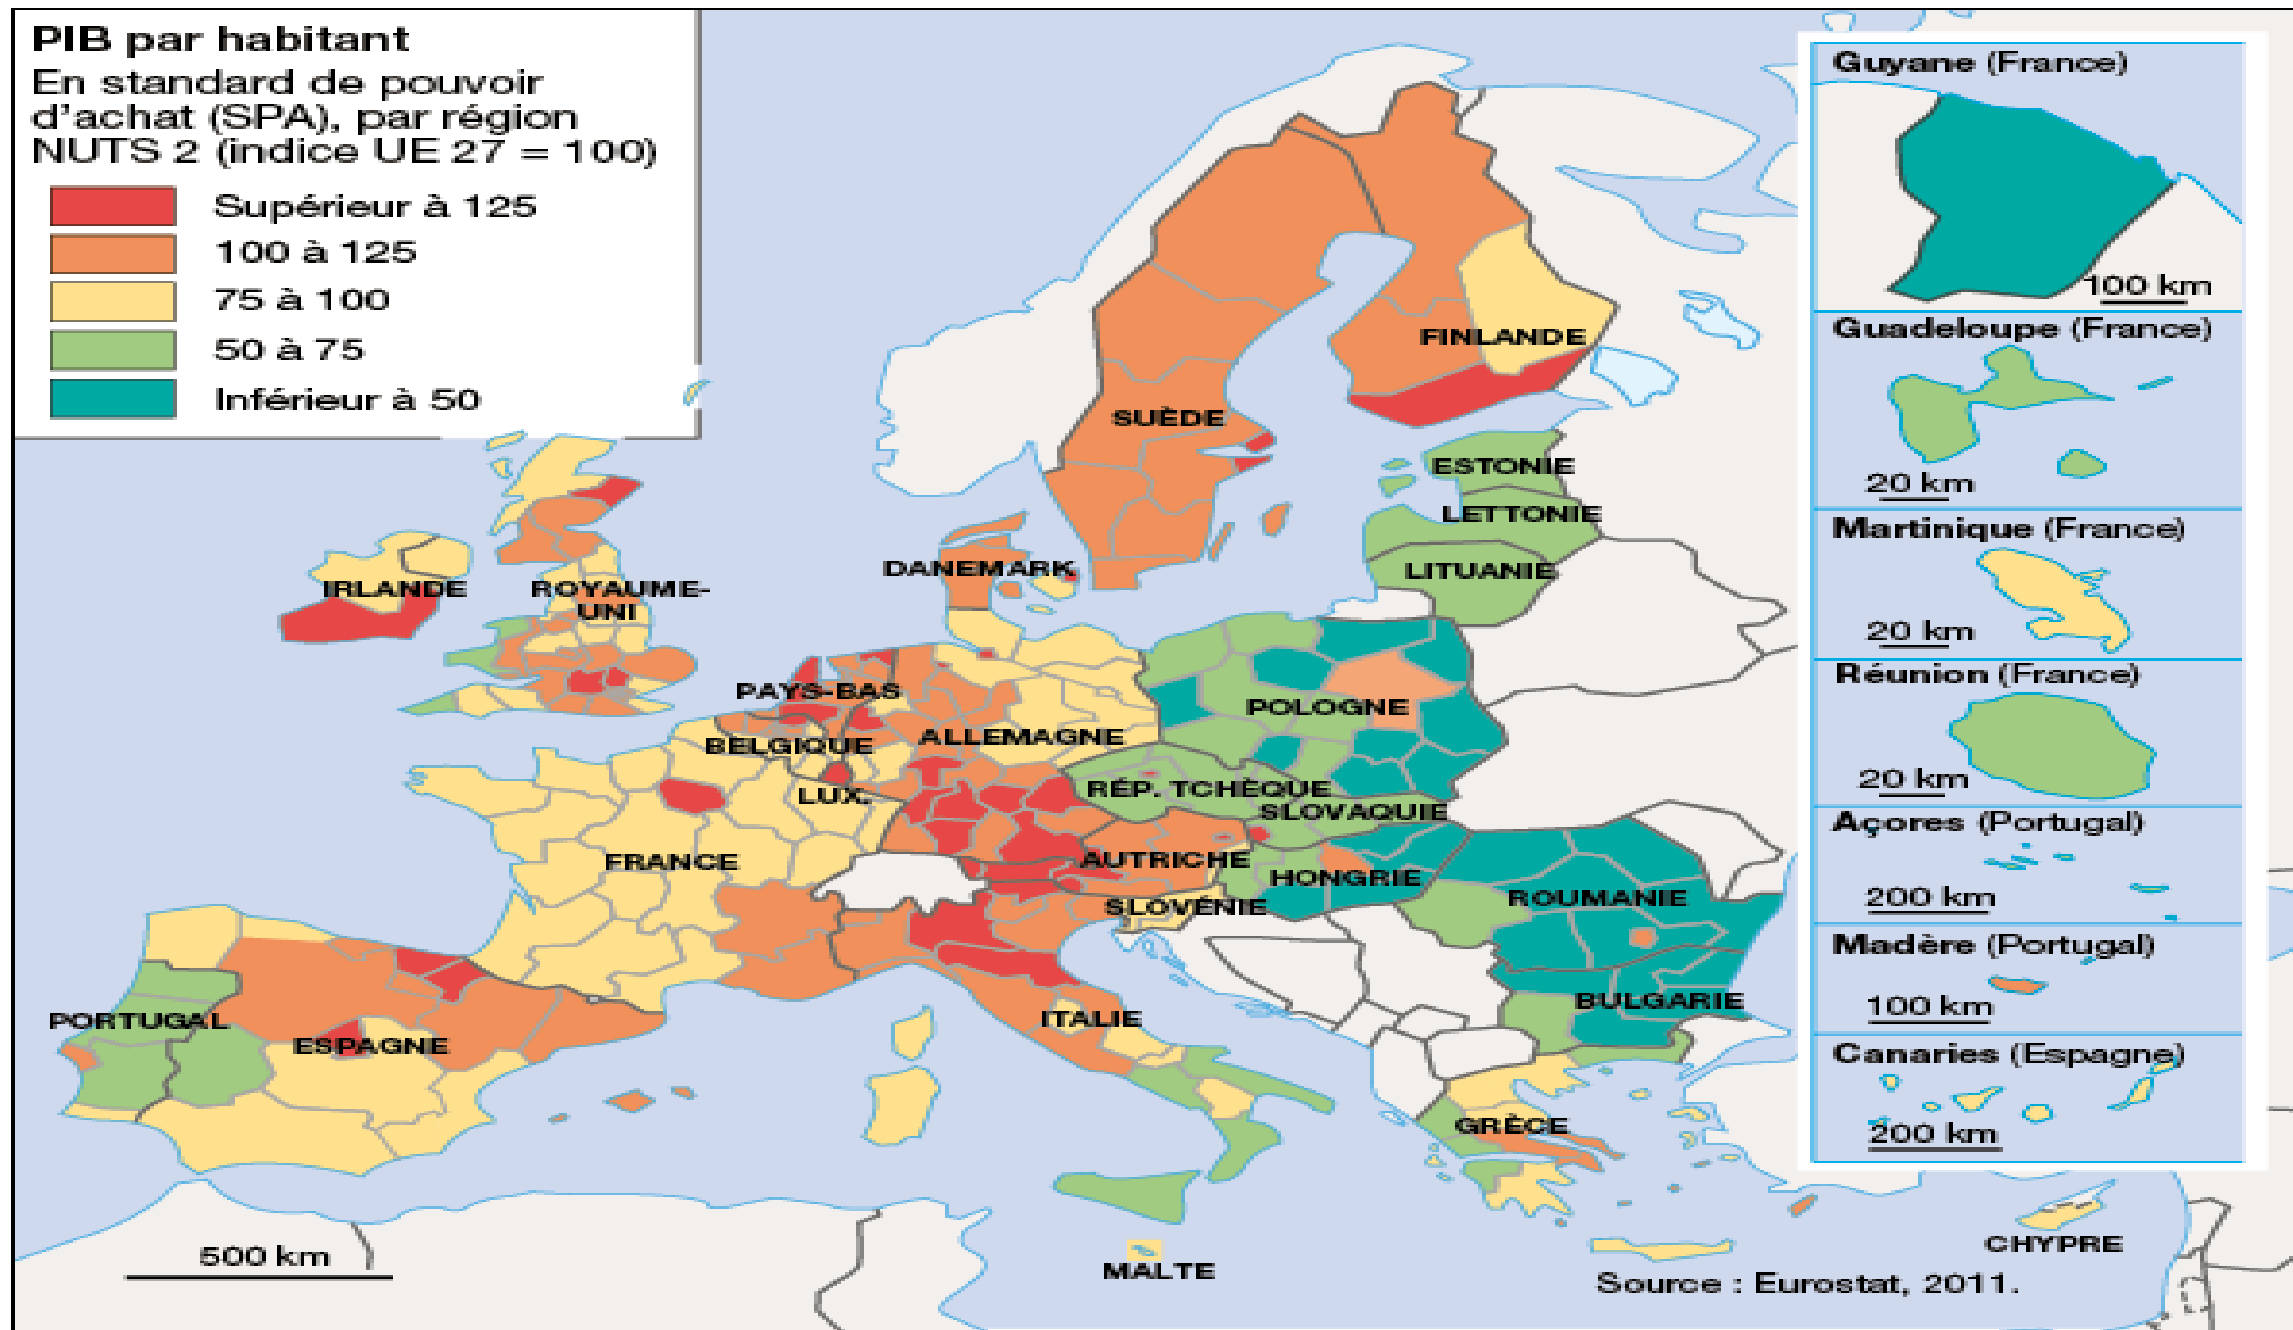 PIB par habitant
En standard de pouvoir
d'achat (SPA), par région
NUTS 2 (indice UE 27 = 100)
Supérieur à 125
100 à 125
75 à 100
50 à 75
Inférieur à 50
FINLANDE
SUÈDE
ESTONIE
LETTONIE
LITUANIE
DANEMARK
IRLANDE
ROYAUME-
UNI
PAYS-BAS
POLOGNE
BELGIQUE
ALLEMAGNE
LUX.
RÉP. TCHÈQUE
SLOVAQUIE
FRANCE
AUTRICHE
HONGRIE
SLOVÉNIE
ROUMANIE
BULGARIE
PORTUGAL
ESPAGNE
ITALIE
GRÈCE
MALTE
CHYPRE
500 km
Source : Eurostat, 2011.
Guyane (France)
100 km
Guadeloupe (France)
20 km
Martinique (France)
20 km
Réunion (France)
20 km
Açores (Portugal)
200 km
Madère (Portugal)
100 km
Canaries (Espagne)
200 km